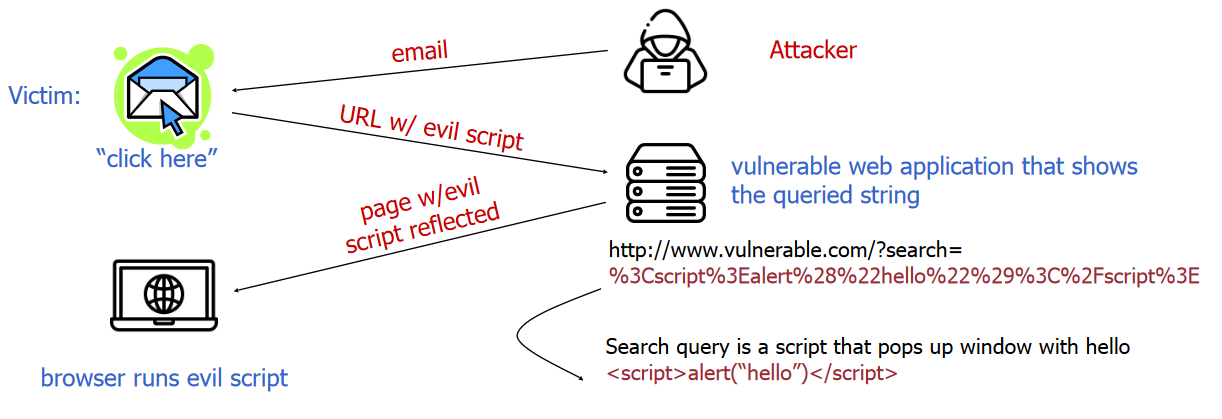 email
Attacker
Victim:
URL w/ evil script
“click here”
vulnerable web application that shows
the queried string
page w/evil
script reflected
http://www.vulnerable.com/?search=
%3Cscript%3Ealert%28%22hello%22%29%3C%2Fscript%3E
Search query is a script that pops up window with hello
<script>alert(“hello”)</script>
browser runs evil script